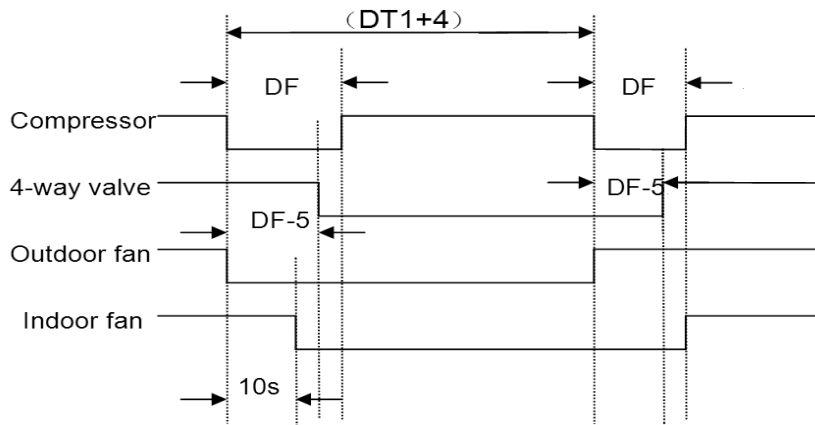 （DT1+4）
DF
DF
Compressor
4-way valve
DF-5
DF-5
Outdoor fan
Indoor fan
10s